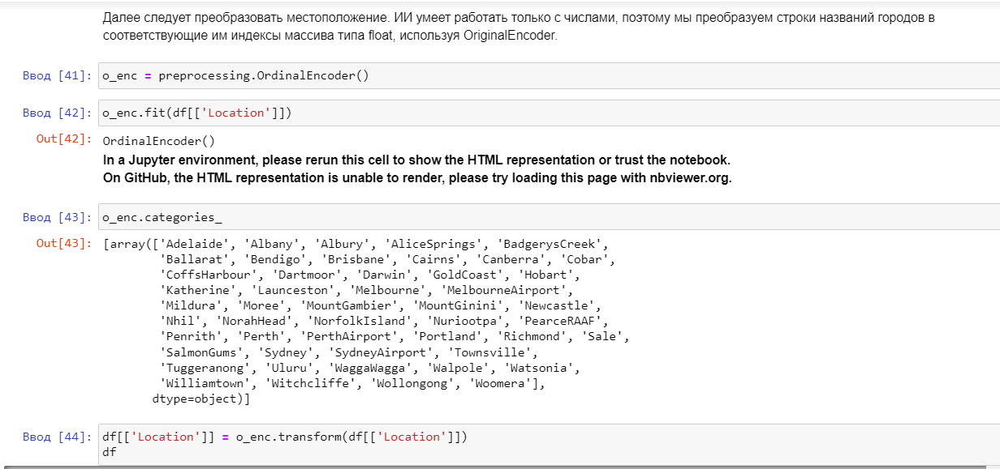 Далее следует преобразовать местоположение. ИИ умеет работать только с числами, поэтому мы преобразуем строки названий городов в
соответствующие им индексы массива типа float, используя OriginalEncoder.
Ввод [41]: o_enc = preprocessing.OrdinalEncoder()
Ввод [42]: o_enc.fit(df[['Location']])
Out[42]: OrdinalEncoder()
In a Jupyter environment, please rerun this cell to show the HTML representation or trust the notebook.
On GitHub, the HTML representation is unable to render, please try loading this page with nbviewer.org.
Ввод [43]: o_enc.categories_
Out[43]: [array(['Adelaide', 'Albany', 'Albury', 'AliceSprings', 'BadgerysCreek',
'Ballarat', 'Bendigo', 'Brisbane', 'Cairns', 'Canberra', 'Cobar',
'CoffsHarbour', 'Dartmoor', 'Darwin', 'GoldCoast', 'Hobart',
'Katherine', 'Launceston', 'Melbourne', 'MelbourneAirport',
'Mildura', 'Moree', 'MountGambier', 'MountGinini', 'Newcastle',
'Nhil', 'NorahHead', 'NorfolkIsland', 'Nuriootpa', 'PearceRAAF',
'Penrith', 'Perth', 'PerthAirport', 'Portland', 'Richmond', 'Sale',
'SalmonGums', 'Sydney', 'SydneyAirport', 'Townsville',
'Tuggeranong', 'Uluru', 'WaggaWagga', 'Walpole', 'Watsonia',
'Williamtown', 'Witchcliffe', 'Wollongong', 'Woomera'],
dtype=object)]
Ввод [44]: df[['Location']] = o_enc.transform(df[['Location']])
df